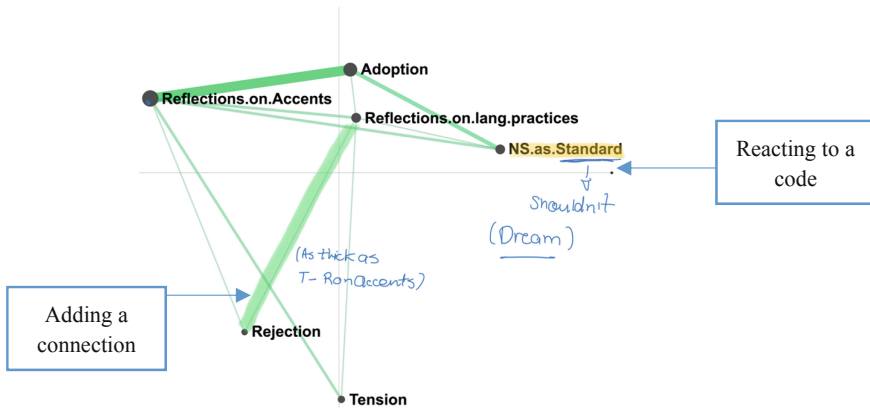 Adoption
Reflections.on.Accents
Reflections.on.lang.practices
NS.as.Standard
Reacting to a
code
Shouldn't
(Dream)
(As thick as
T- Ron accents)
Adding a
connection
Rejection
Tension